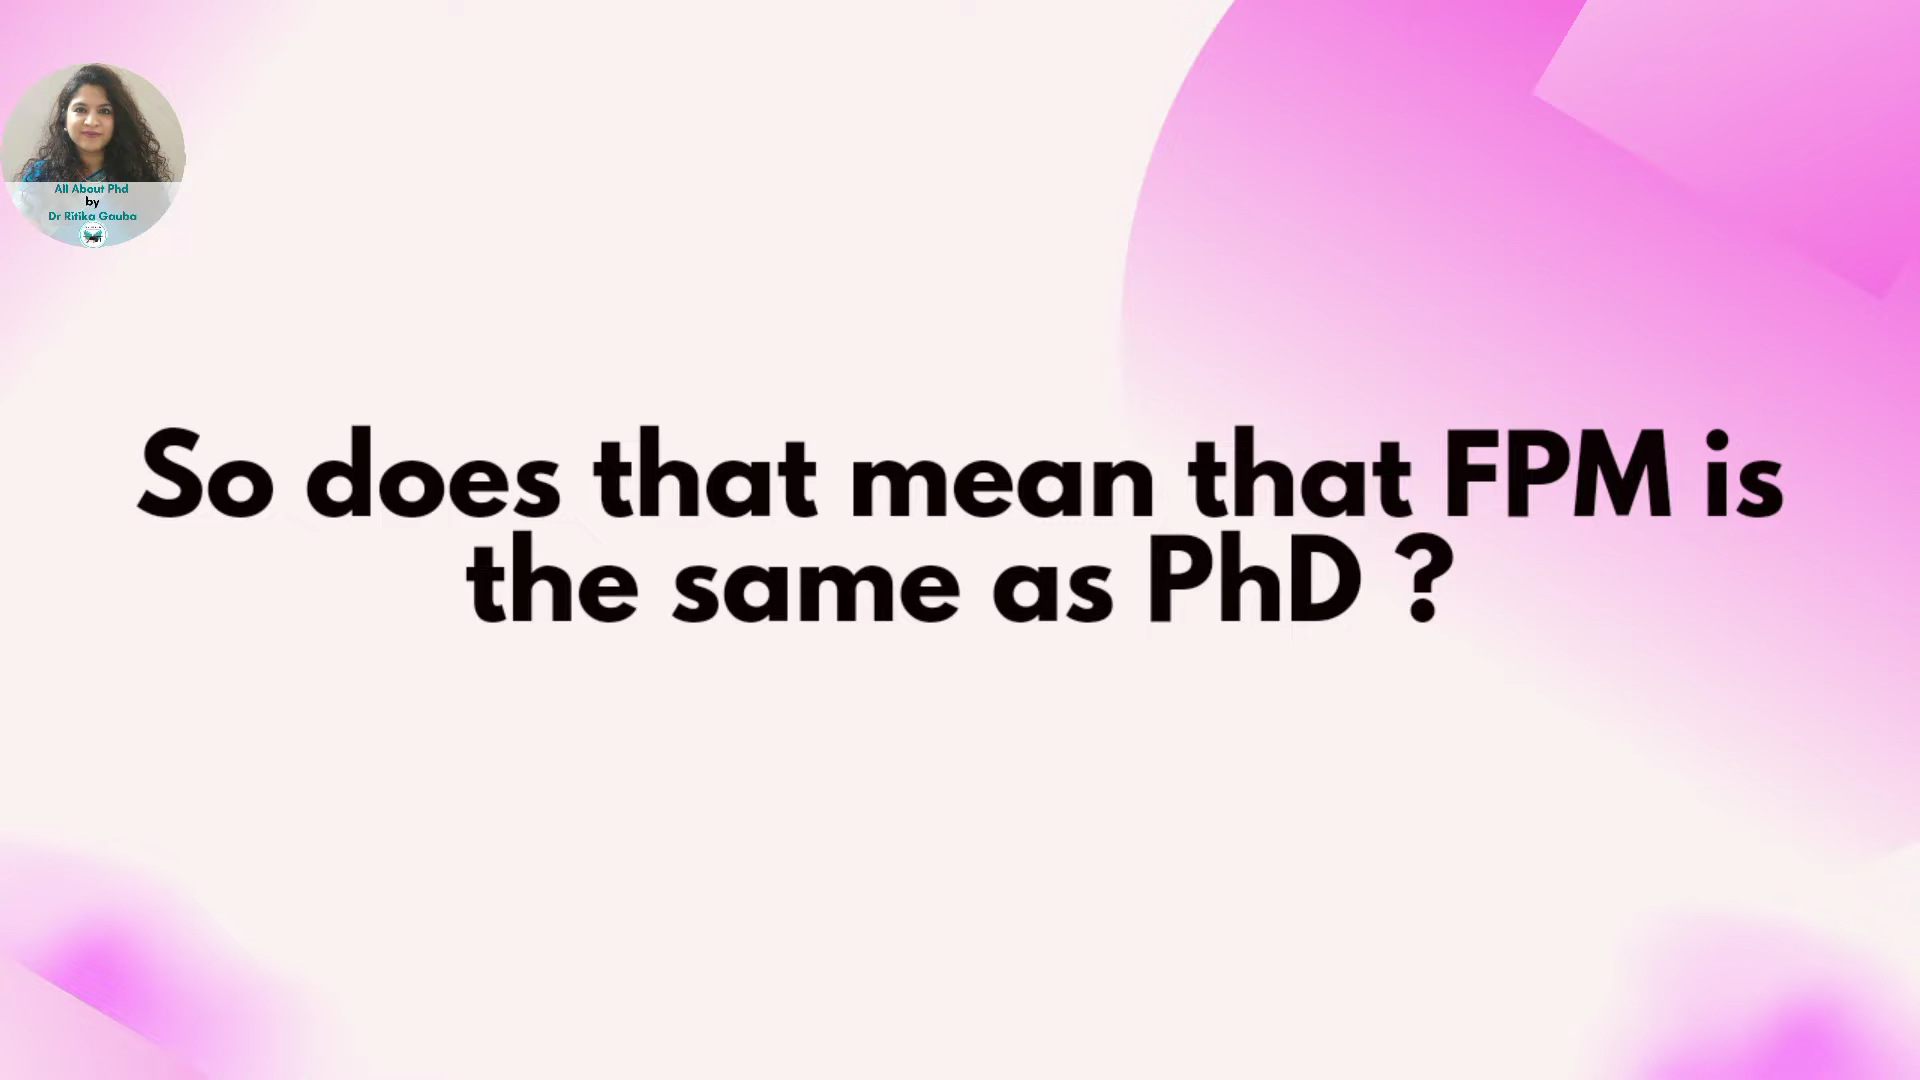 All About Phd
by
Dr Ritika Gauba
So does that mean that FPM is
the same as PhD ?